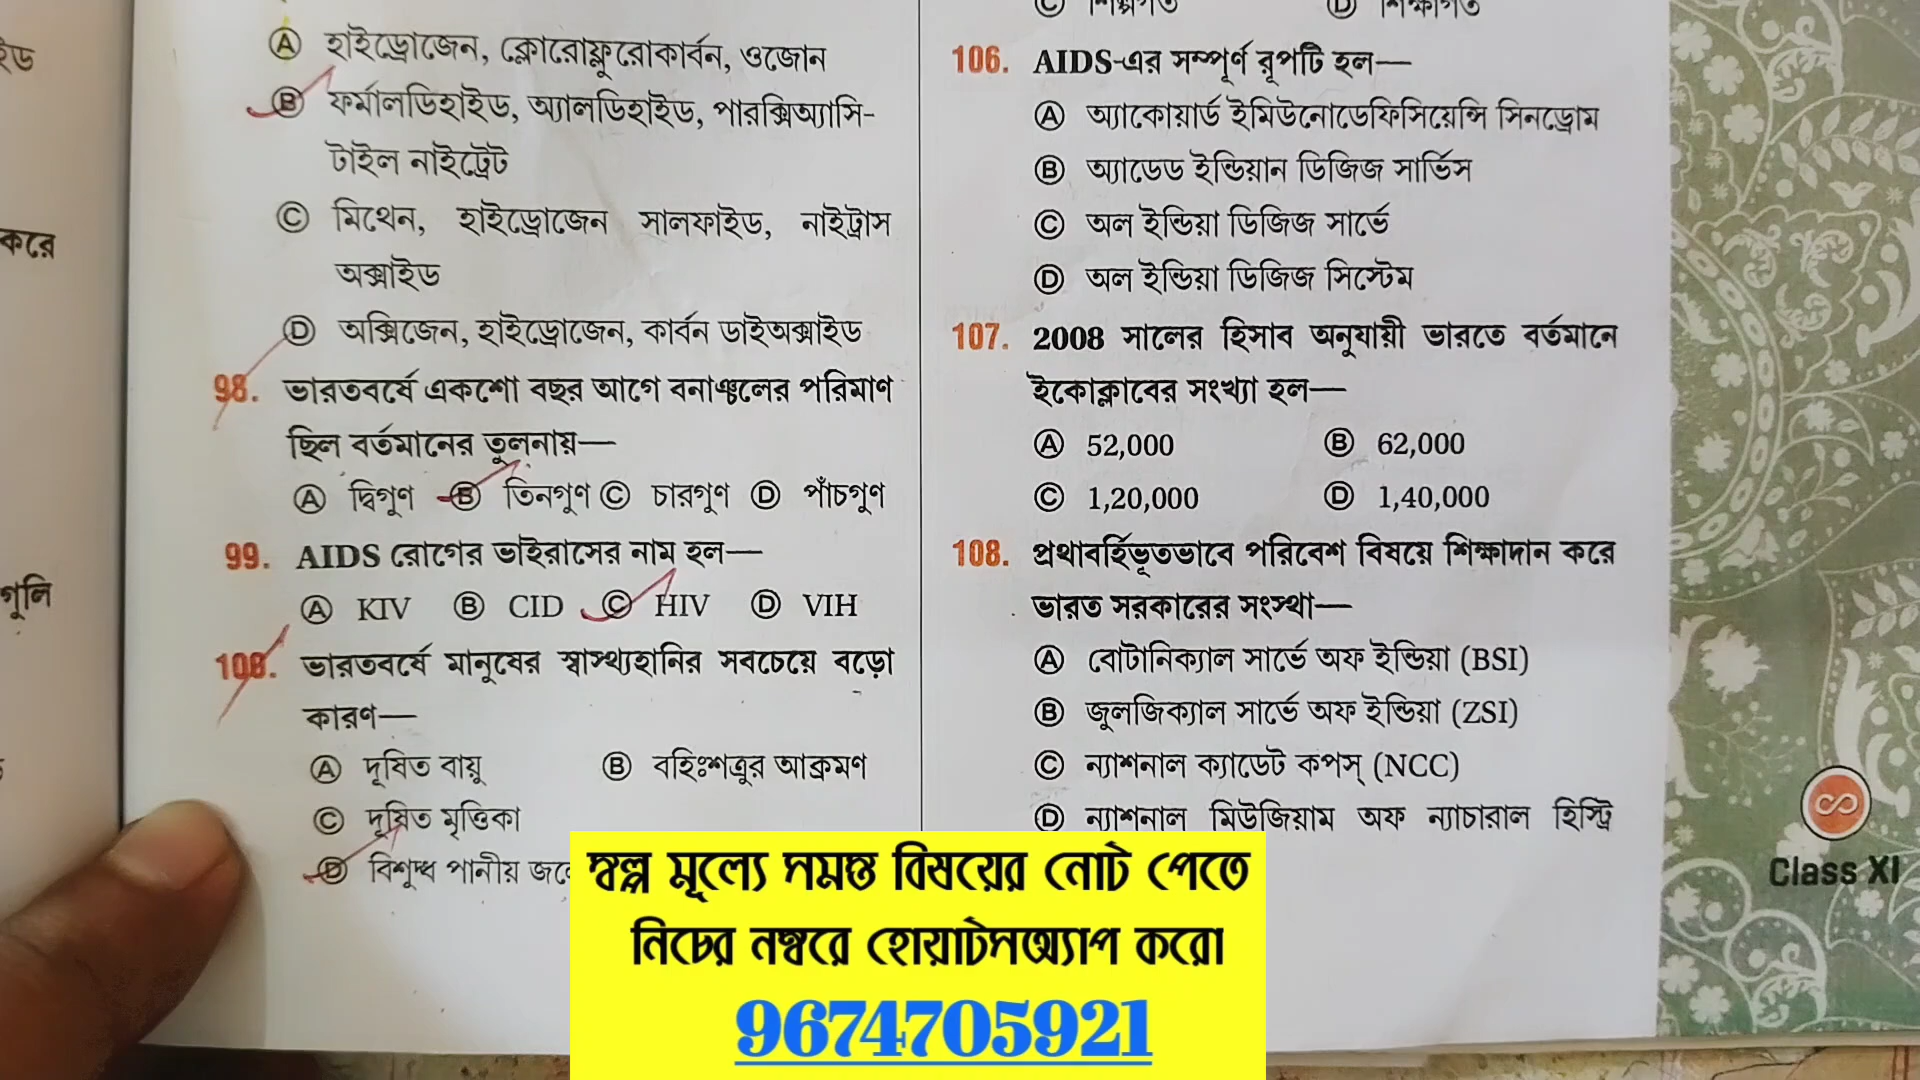 করে
গুলি
Ⓐ হাইড্রোজেন, ক্লোরোফ্লুরোকার্বন, ওজোন
Ⓑ ফর্মালডিহাইড, অ্যালডিহাইড, পারক্সিঅ্যাসি-
টাইল নাইট্রেট
Ⓒ মিথেন, হাইড্রোজেন সালফাইড, নাইট্রাস
অক্সাইড
Ⓓ অক্সিজেন, হাইড্রোজেন, কার্বন ডাইঅক্সাইড
98. ভারতবর্ষে একশো বছর আগে বনাঞ্চলের পরিমাণ
ছিল বর্তমানের তুলনায়—
Ⓐ দ্বিগুণ Ⓑ তিনগুণ Ⓒ চারগুণ Ⓓ পাঁচগুণ
99. AIDS রোগের ভাইরাসের নাম হল—
Ⓐ KIV Ⓑ CID Ⓒ HIV Ⓓ VIH
100. ভারতবর্ষে মানুষের স্বাস্থ্যহানির সবচেয়ে বড়ো
কারণ—
Ⓐ দূষিত বায়ু Ⓑ বহিঃশত্রুর আক্রমণ
Ⓒ দূষিত মৃত্তিকা
Ⓓ বিশুদ্ধ পানীয়
106. AIDS-এর সম্পূর্ণ রূপটি হল—
Ⓐ অ্যাকোয়ার্ড ইমিউনোডেফিসিয়েন্সি সিনড্রোম
Ⓑ অ্যাডেড ইন্ডিয়ান ডিজিজ সার্ভিস
Ⓒ অল ইন্ডিয়া ডিজিজ সার্ভে
Ⓓ অল ইন্ডিয়া ডিজিজ সিস্টেম
107. 2008 সালের হিসাব অনুযায়ী ভারতে বর্তমানে
ইকোক্লাবের সংখ্যা হল—
Ⓐ 52,000 Ⓑ 62,000
Ⓒ 1,20,000 Ⓓ 1,40,000
108. প্রথাবর্হিভূতভাবে পরিবেশ বিষয়ে শিক্ষাদান করে
ভারত সরকারের সংস্থা—
Ⓐ বোটানিক্যাল সার্ভে অফ ইন্ডিয়া (BSI)
Ⓑ জুলজিক্যাল সার্ভে অফ ইন্ডিয়া (ZSI)
Ⓒ ন্যাশনাল ক্যাডেট কপস্ (NCC)
Ⓓ ন্যাশনাল মিউজিয়াম অফ ন্যাচারাল হিস্ট্রি
Class XI
স্বল্প মূল্যে সমস্ত বিষয়ের নোট পেতে
নিচের নম্বরে হোয়াটসঅ্যাপ করো
9674705921